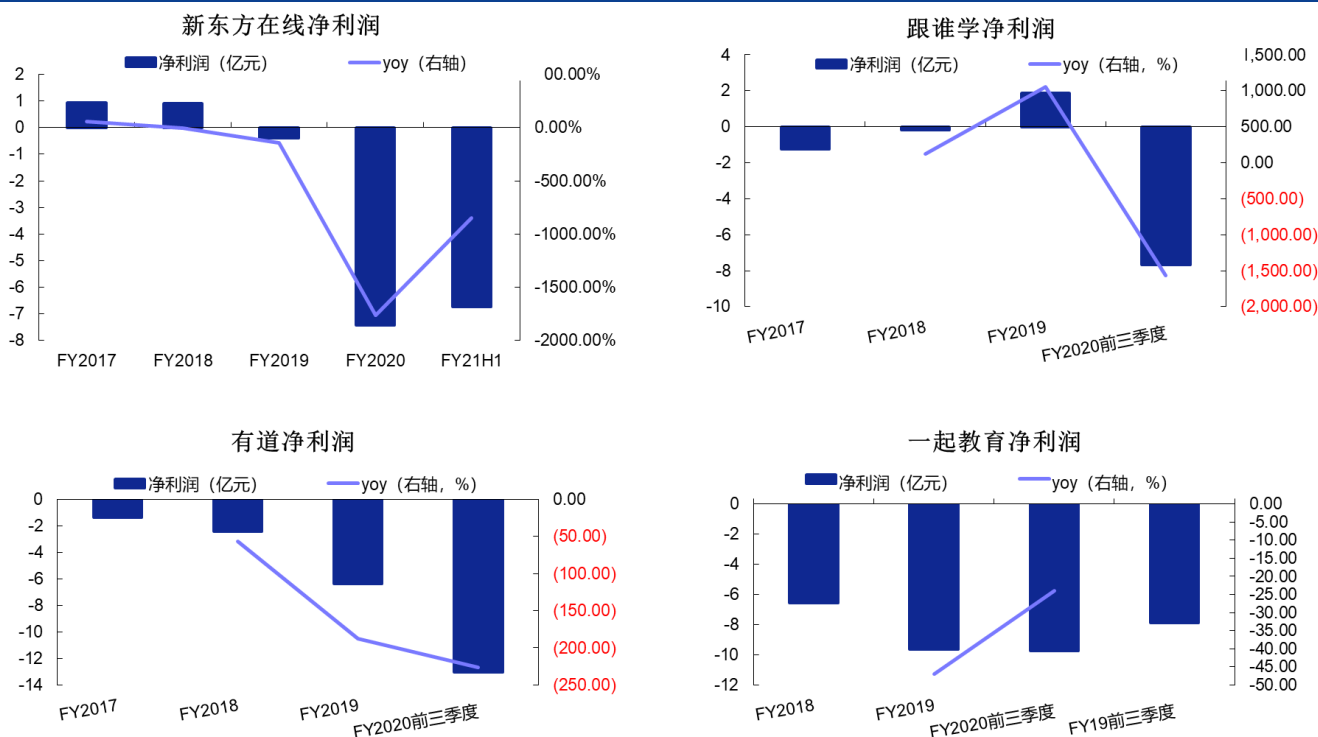 新东方在线净利润
净利润（亿元）
yoy（右轴）
2
1
0
-1
-2
-3
-4
-5
-6
-7
-8
00.00%
0.00%
-500.00%
-1000.00%
-1500.00%
-2000.00%
FY2017
FY2018
FY2019
FY2020
FY21H1
跟谁学净利润
净利润（亿元）
yoy（右轴，%）
4
2
0
-2
-4
-6
-8
-10
1,500.00
1,000.00
500.00
0.00
(500.00)
(1,000.00)
(1,500.00)
(2,000.00)
FY2017
FY2018
FY2019
FY2020前三季度
有道净利润
净利润（亿元）
yoy（右轴，%）
0
-2
-4
-6
-8
-10
-12
-14
0.00
(50.00)
(100.00)
(150.00)
(200.00)
(250.00)
FY2017
FY2018
FY2019
FY2020前三季度
一起教育净利润
净利润（亿元）
yoy（右轴，%）
0
-2
-4
-6
-8
-10
-12
0.00
-5.00
-10.00
-15.00
-20.00
-25.00
-30.00
-35.00
-40.00
-45.00
-50.00
FY2018
FY2019
FY2020前三季度
FY19前三季度